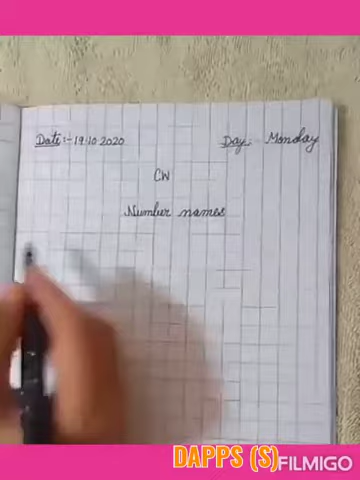 Date :- 19.10.2020 Day :- Monday
CW
Number names
DAPPS (S) FILMIGO